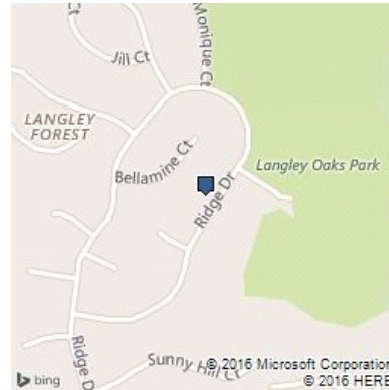 Ct
Monique Ct
Jill Ct
LANGLEY
FOREST
Bellamine Ct
Langley Oaks Park
Ridge Dr
Ridge D
Sunny Hill Ct
bing
© 2016 Microsoft Corporation
© 2016 HERE